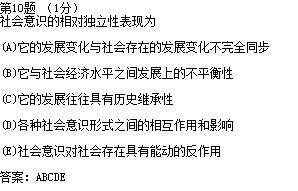 第10题 (1分)
社会意识的相对独立性表现为
(A)它的发展变化与社会存在的发展变化不完全同步
(B)它与社会经济水平之间发展上的不平衡性
(C)它的发展往往具有历史继承性
(D)各种社会意识形式之间的相互作用和影响
(E)社会意识对社会存在具有能动的反作用
答案: ABCDE